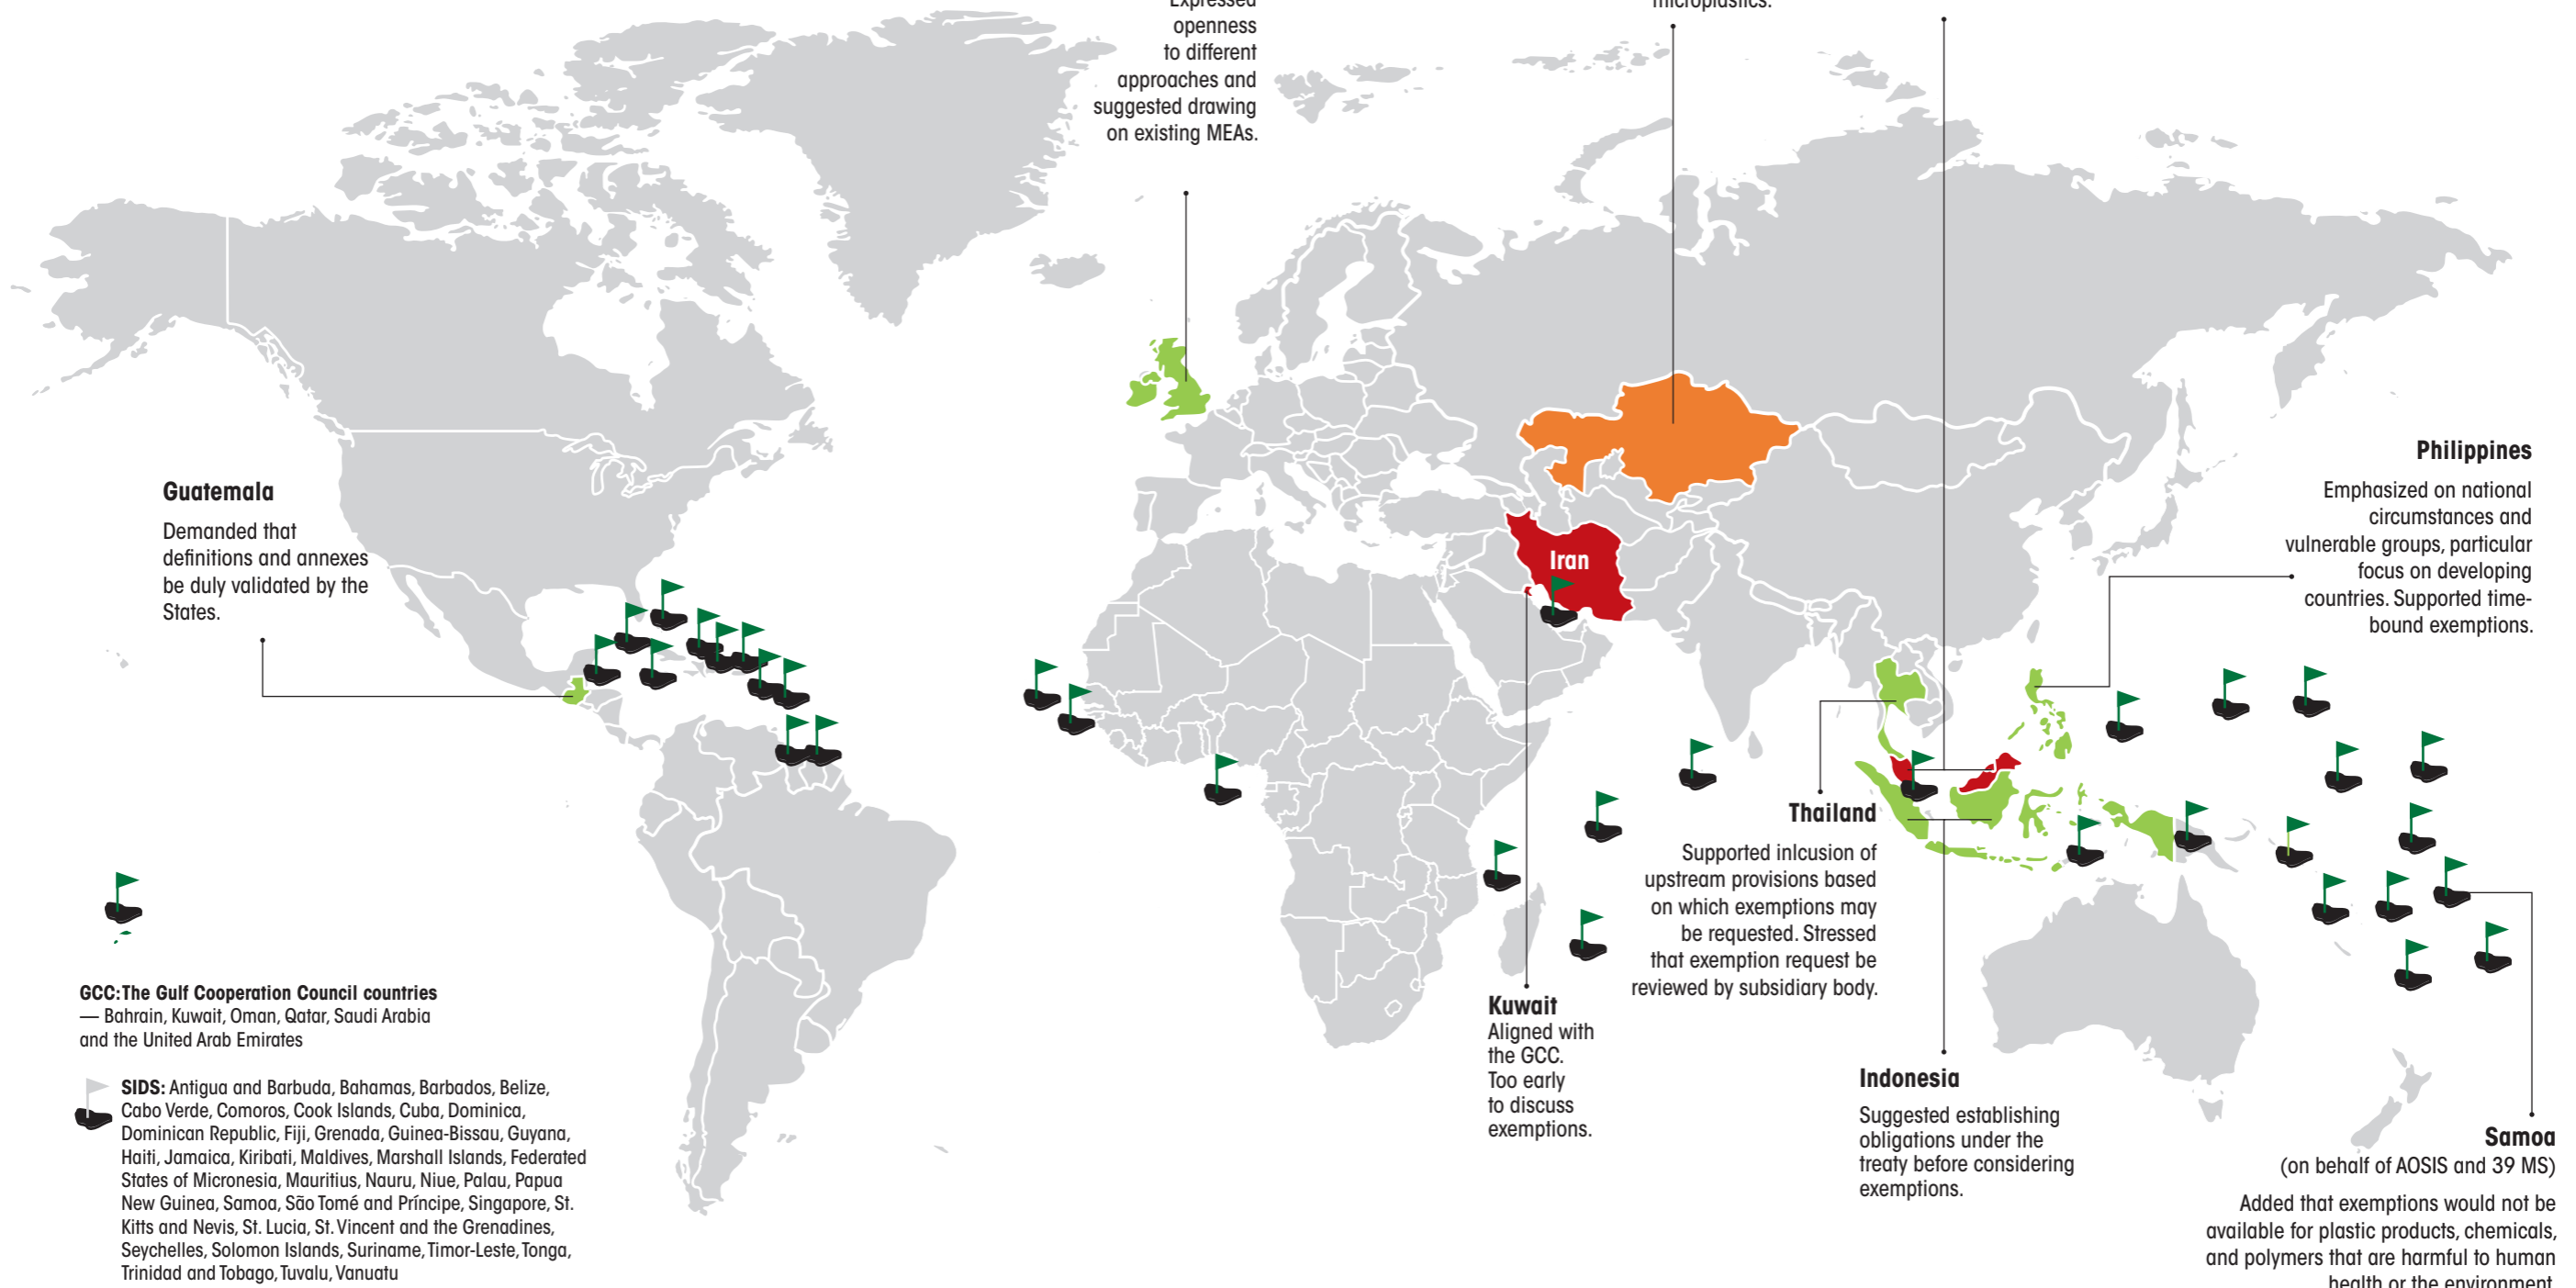 Expressed
openness
to different
approaches and
suggested drawing
on existing MEAs.
microplastics.
Guatemala
Demanded that
definitions and annexes
be duly validated by the
States.
Iran
Philippines
Emphasized on national
circumstances and
vulnerable groups, particular
focus on developing
countries. Supported time-
bound exemptions.
Thailand
Supported inlcusion of
upstream provisions based
on which exemptions may
be requested. Stressed
that exemption request be
reviewed by subsidiary body.
Kuwait
Aligned with
the GCC.
Too early
to discuss
exemptions.
Indonesia
Suggested establishing
obligations under the
treaty before considering
exemptions.
Samoa
(on behalf of AOSIS and 39 MS)
Added that exemptions would not be
available for plastic products, chemicals,
and polymers that are harmful to human
health or the environment.
GCC:The Gulf Cooperation Council countries
— Bahrain, Kuwait, Oman, Qatar, Saudi Arabia
and the United Arab Emirates
SIDS: Antigua and Barbuda, Bahamas, Barbados, Belize,
Cabo Verde, Comoros, Cook Islands, Cuba, Dominica,
Dominican Republic, Fiji, Grenada, Guinea-Bissau, Guyana,
Haiti, Jamaica, Kiribati, Maldives, Marshall Islands, Federated
States of Micronesia, Mauritius, Nauru, Niue, Palau, Papua
New Guinea, Samoa, São Tomé and Príncipe, Singapore, St.
Kitts and Nevis, St. Lucia, St. Vincent and the Grenadines,
Seychelles, Solomon Islands, Suriname, Timor-Leste, Tonga,
Trinidad and Tobago, Tuvalu, Vanuatu